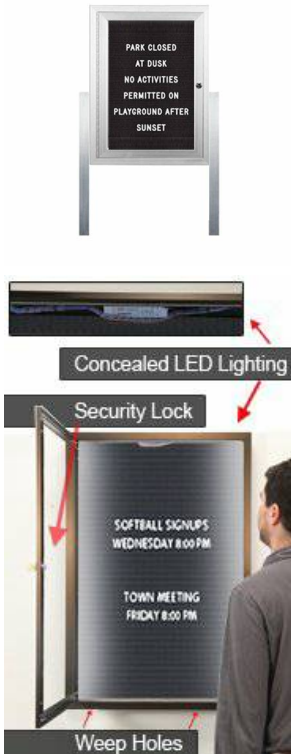 PARK CLOSED
AT DUSK
NO ACTIVITIES
PERMITTED ON
PLAYGROUND AFTER
SUNSET
Concealed LED Lighting
Security Lock
SOFTBALL SIGNUPS
WEDNESDAY 8:00 PM
TOWN MEETING
FRIDAY 8:00 PM
Weep Holes